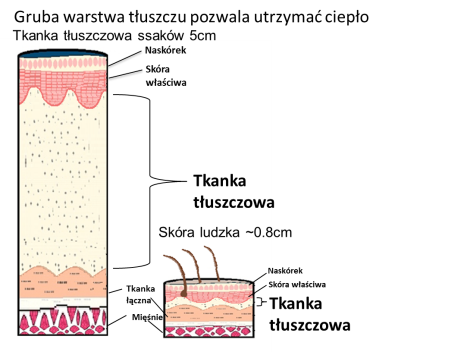 Gruba warstwa tłuszczu pozwala utrzymać ciepło
Tkanka tłuszczowa ssaków 5cm
Naskórek
Skóra
właściwa
Tkanka
tłuszczowa
Skóra ludzka ~0.8cm
Naskórek
Skóra właściwa
Tkanka
łączna
Tkanka
tłuszczowa
Mięśnie